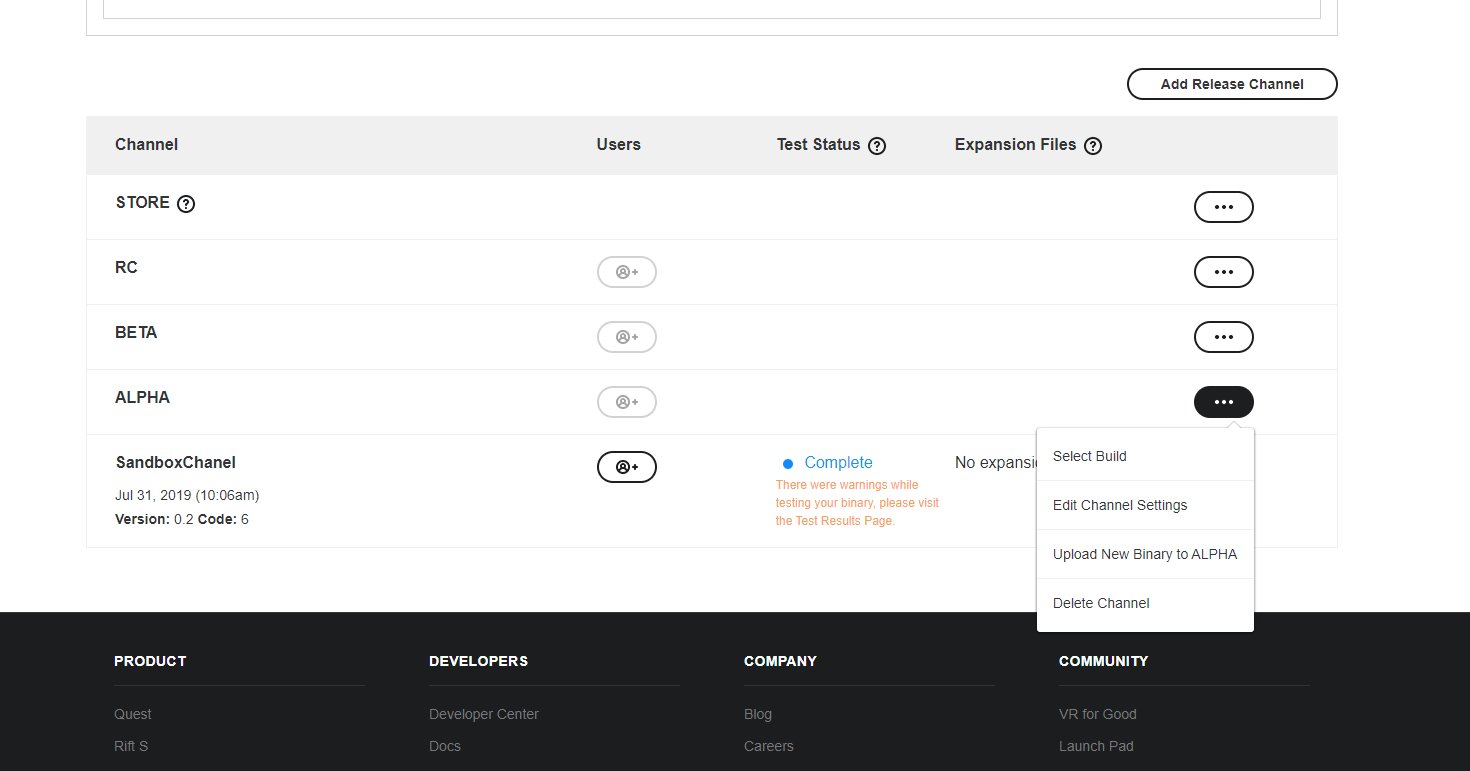 Add Release Channel
Channel Users Test Status ? Expansion Files ?
STORE ?
•••
RC
•••
BETA
•••
ALPHA
•••
SandboxChanel
Jul 31, 2019 (10:06am)
Version: 0.2 Code: 6
Complete
There were warnings while
testing your binary, please visit
the Test Results Page.
No expansi
Select Build
Edit Channel Settings
Upload New Binary to ALPHA
Delete Channel
PRODUCT
Quest
Rift S
DEVELOPERS
Developer Center
Docs
COMPANY
Blog
Careers
COMMUNITY
VR for Good
Launch Pad